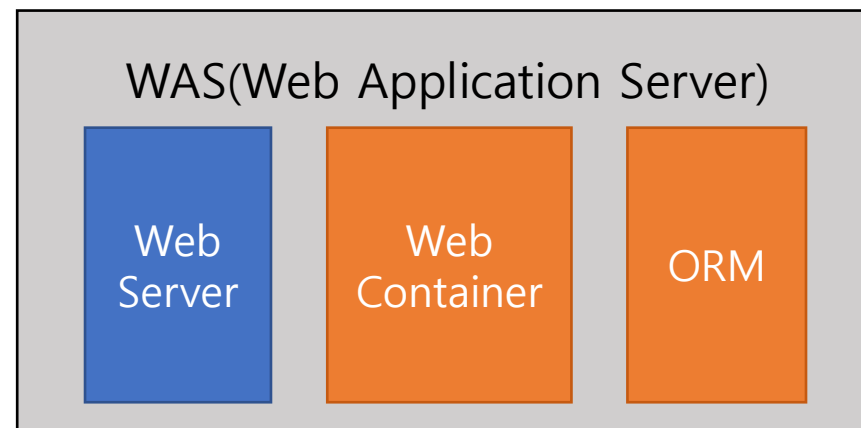 WAS(Web Application Server)
Web
Server
Web
Container
ORM